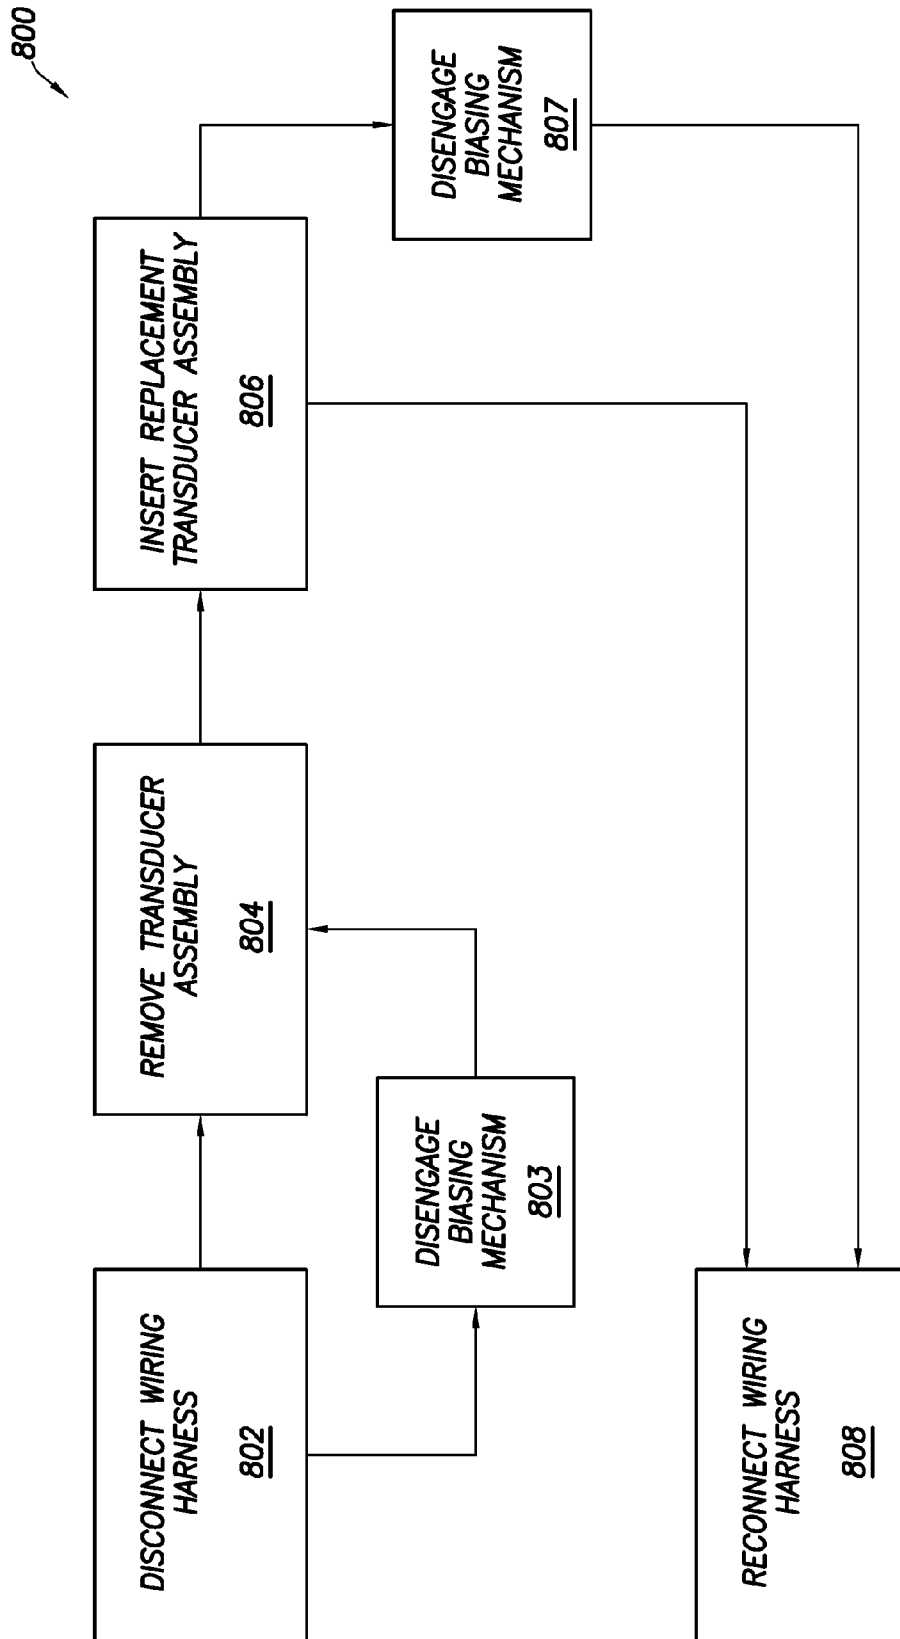 800
DISCONNECT WIRING
HARNESS
802
DISENGAGE
BIASING
MECHANISM
803
REMOVE TRANSDUCER
ASSEMBLY
804
INSERT REPLACEMENT
TRANSDUCER ASSEMBLY
806
DISENGAGE
BIASING
MECHANISM
807
RECONNECT WIRING
HARNESS
808